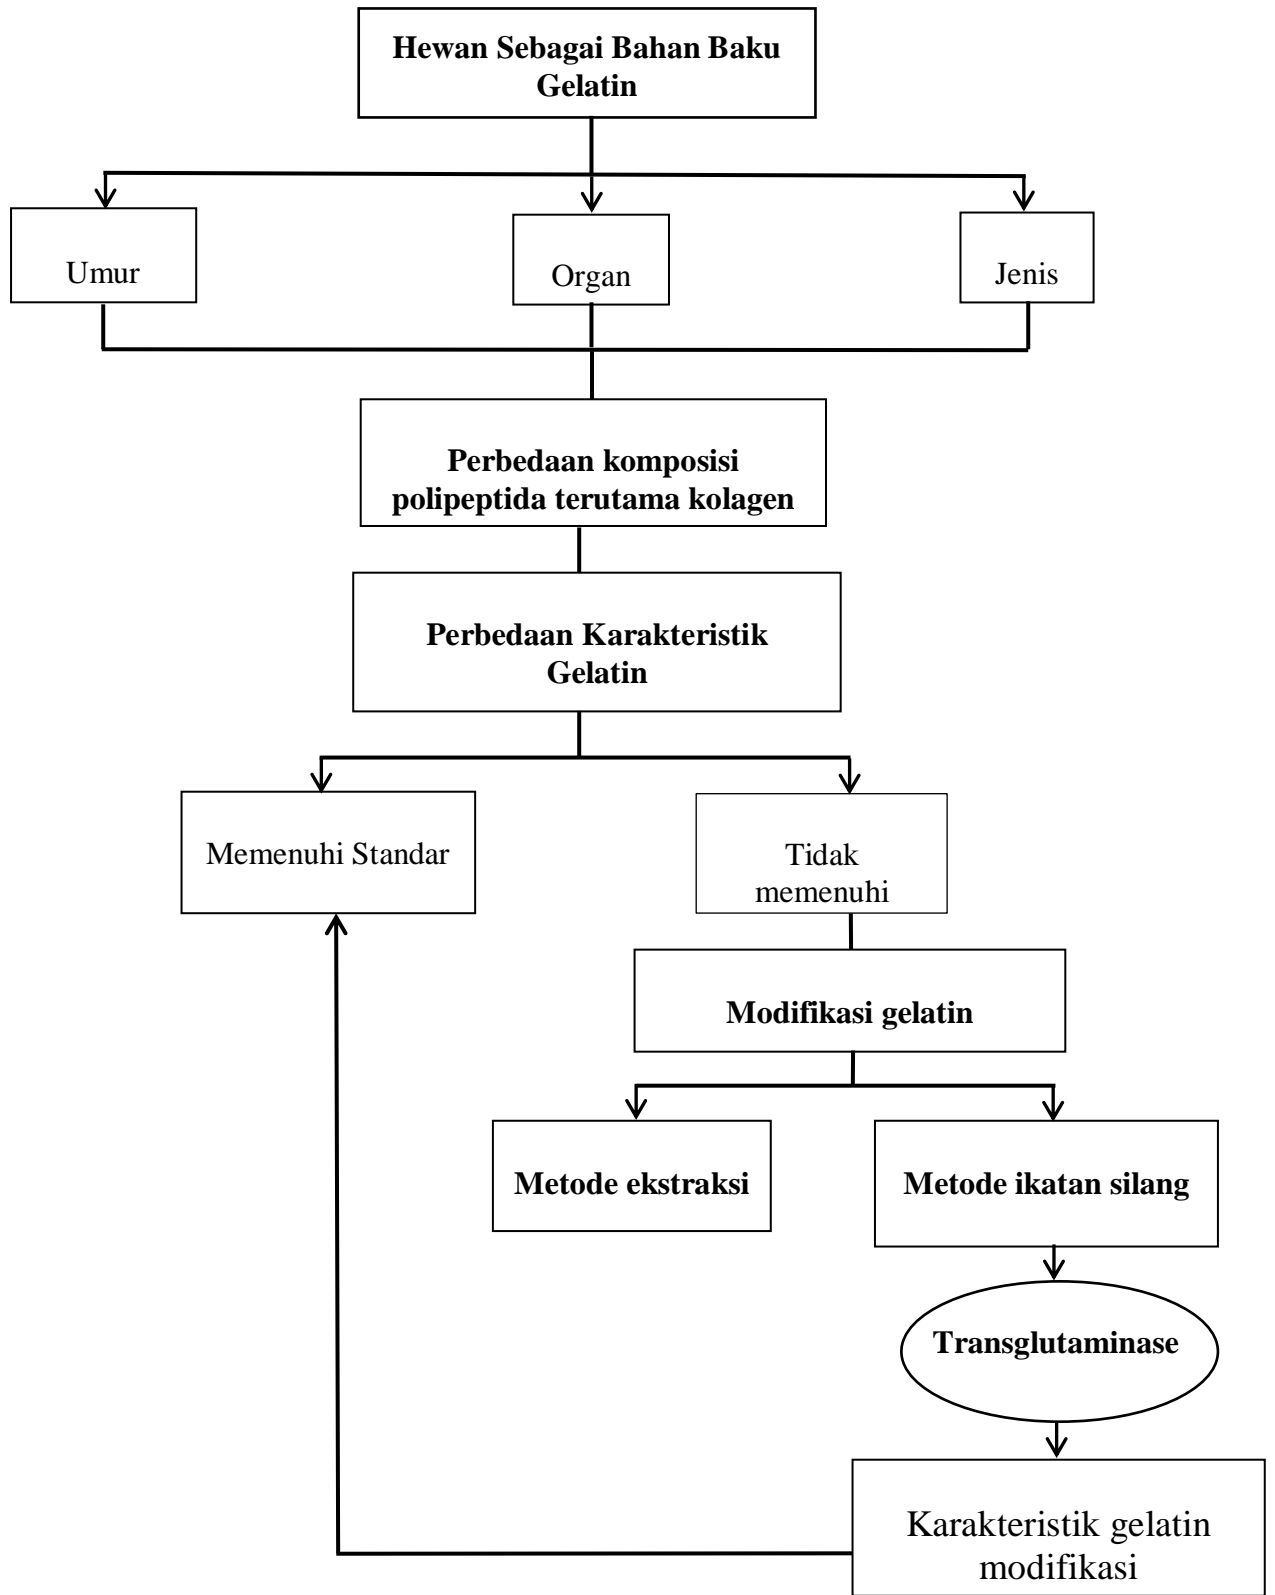 Hewan Sebagai Bahan Baku
Gelatin
Umur
Organ
Jenis
Perbedaan komposisi
polipeptida terutama kolagen
Perbedaan Karakteristik
Gelatin
Memenuhi Standar
Tidak
memenuhi
Modifikasi gelatin
Metode ekstraksi
Metode ikatan silang
Transglutaminase
Karakteristik gelatin
modifikasi